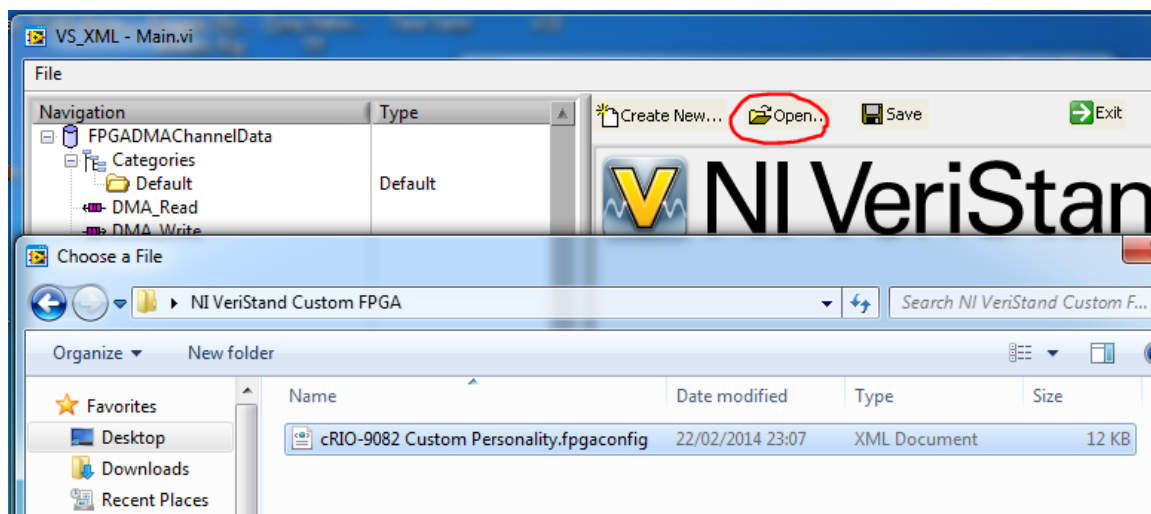 VS_XML - Main.vi
File
Navigation Type
Create New... Open... Save Exit
FPGADMAChannelData
Categories
Default Default
DMA_Read
DMA_Write
NI VeriStan
Choose a File
NI VeriStand Custom FPGA
Search NI VeriStand Custom F...
Organize New folder
Name Date modified Type Size
Favorites
Desktop
Downloads
Recent Places
cRIO-9082 Custom Personality.fpgaconfig 22/02/2014 23:07 XML Document 12 KB